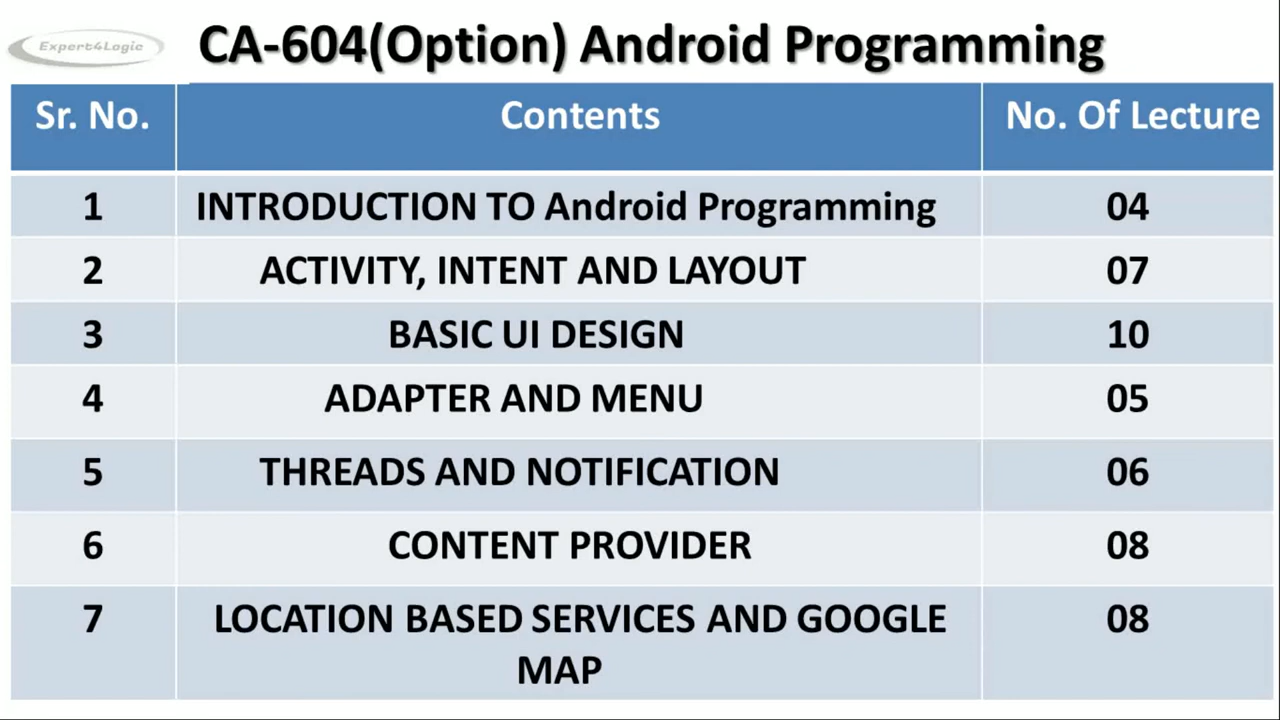 Expert4Logic
CA-604(Option) Android Programming
Sr. No. Contents No. Of Lecture
1 INTRODUCTION TO Android Programming 04
2 ACTIVITY, INTENT AND LAYOUT 07
3 BASIC UI DESIGN 10
4 ADAPTER AND MENU 05
5 THREADS AND NOTIFICATION 06
6 CONTENT PROVIDER 08
7 LOCATION BASED SERVICES AND GOOGLE 08
MAP